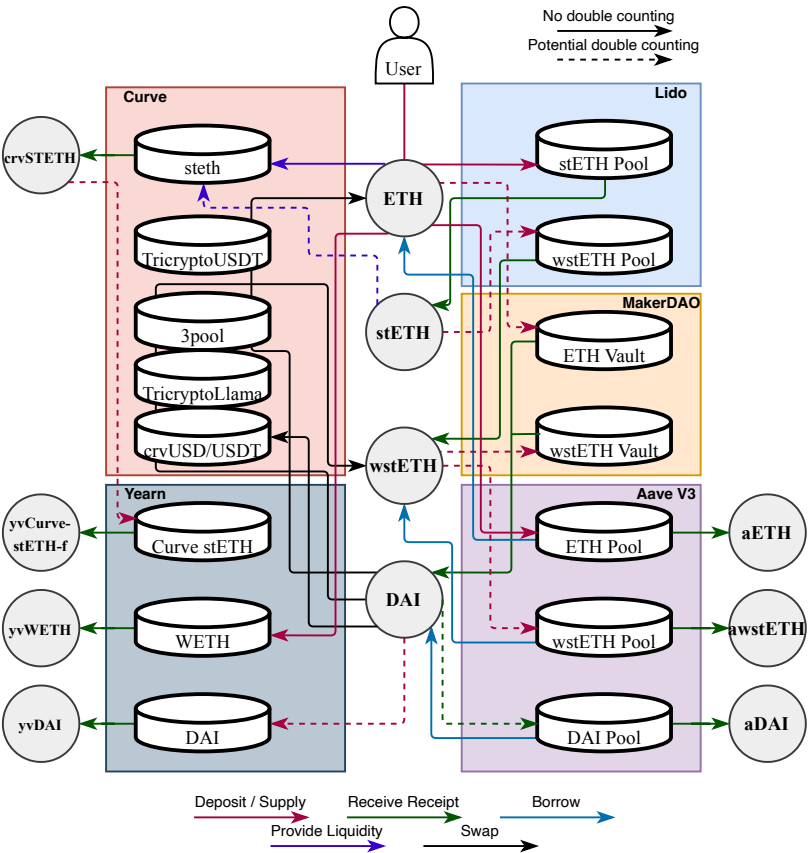 No double counting
Potential double counting
User
Curve
Lido
crvSTETH
steth
stETH Pool
ETH
TricryptoUSDT
wstETH Pool
MakerDAO
3pool
stETH
ETH Vault
TricryptoLlama
crvUSD/USDT
wstETH
wstETH Vault
Yearn
Aave V3
yvCurve-
stETH-f
Curve stETH
ETH Pool
aETH
DAI
yvWETH
WETH
wstETH Pool
awstETH
yvDAI
DAI
DAI Pool
aDAI
Deposit / Supply
Receive Receipt
Borrow
Provide Liquidity
Swap